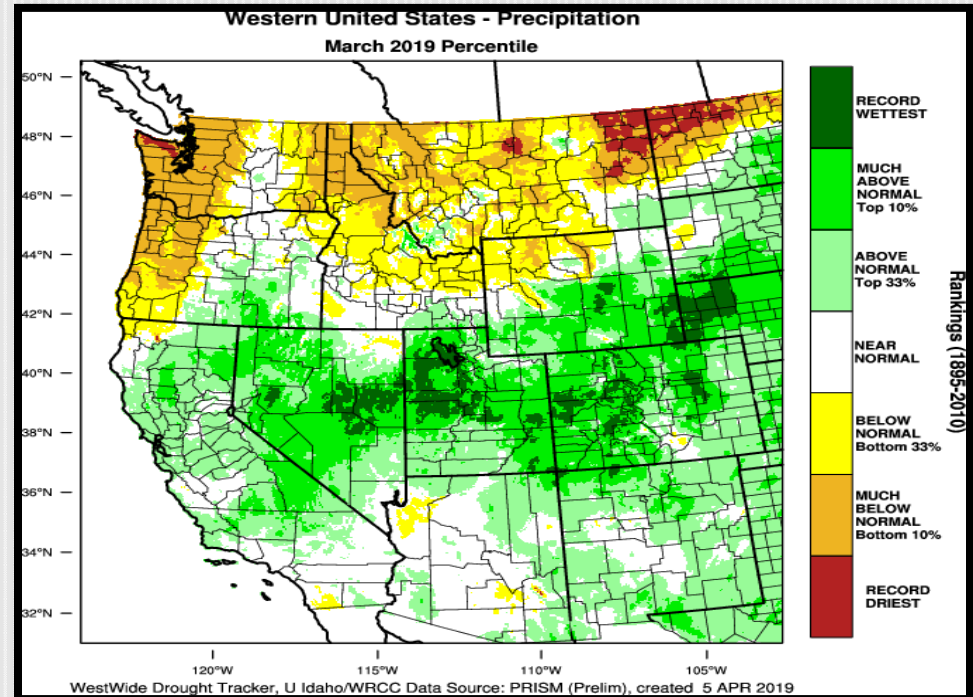 Western United States - Precipitation
March 2019 Percentile
50°N
48°N
46°N
44°N
42°N
40°N
38°N
36°N
34°N
32°N
120°W
115°W
110°W
105°W
RECORD
WETTEST
MUCH
ABOVE
NORMAL
Top 10%
ABOVE
NORMAL
Top 33%
NEAR
NORMAL
BELOW
NORMAL
Bottom 33%
MUCH
BELOW
NORMAL
Bottom 10%
RECORD
DRIEST
Rankings (1895-2010)
WestWide Drought Tracker, U Idaho/WRCC Data Source: PRISM (Prelim), created 5 APR 2019